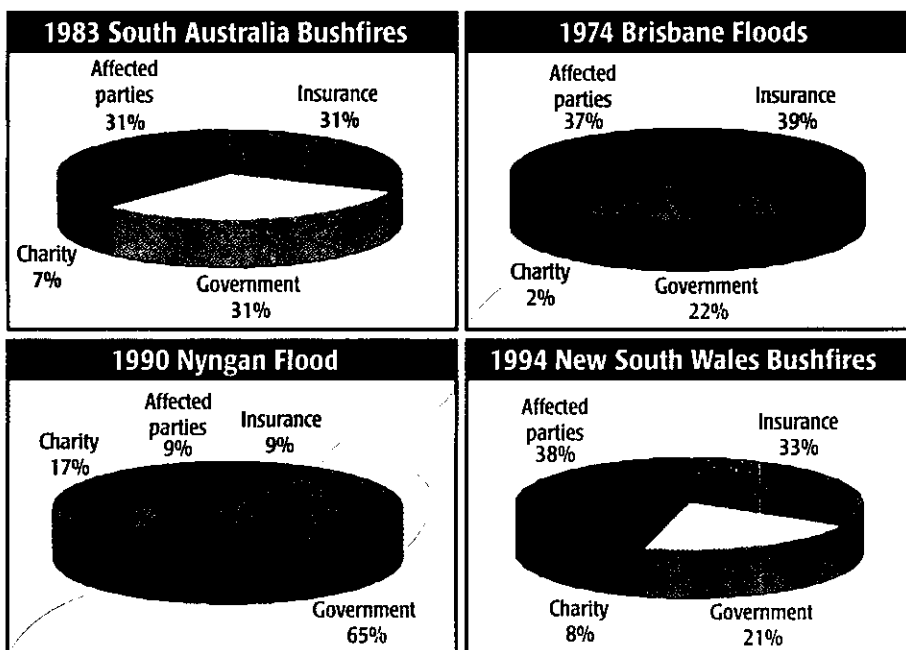 1983 South Australia Bushfires
Affected
parties
31%
Insurance
31%
Charity
7%
Government
31%
1974 Brisbane Floods
Affected
parties
37%
Insurance
39%
Charity
2%
Government
22%
1990 Nyngan Flood
Charity
17%
Affected
parties
9%
Insurance
9%
Government
65%
1994 New South Wales Bushfires
Affected
parties
38%
Insurance
33%
Charity
8%
Government
21%